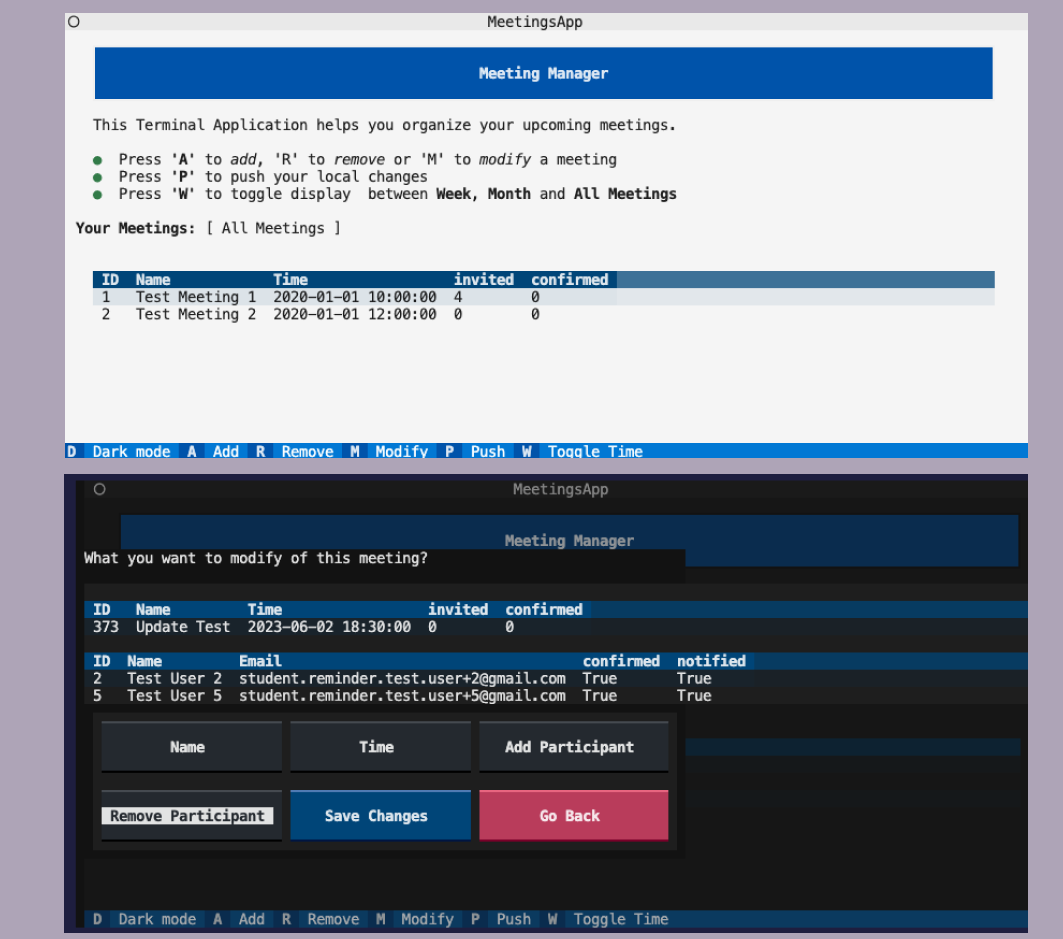 MeetingsApp
Meeting Manager
This Terminal Application helps you organize your upcoming meetings.
● Press 'A' to add, 'R' to remove or 'M' to modify a meeting
● Press 'P' to push your local changes
● Press 'W' to toggle display  between Week, Month and All Meetings
Your Meetings: [ All Meetings ]
ID Name Time invited confirmed
1 Test Meeting 1 2020-01-01 10:00:00 4 0
2 Test Meeting 2 2020-01-01 12:00:00 0 0
D Dark mode A Add R Remove M Modify P Push W Toggle Time
MeetingsApp
Meeting Manager
What you want to modify of this meeting?
ID Name Time invited confirmed
373 Update Test 2023-06-02 18:30:00 0 0
ID Name Email confirmed notified
2 Test User 2 student.reminder.test.user+2@gmail.com True True
5 Test User 5 student.reminder.test.user+5@gmail.com True True
Name Time Add Participant
Remove Participant Save Changes Go Back
D Dark mode A Add R Remove M Modify P Push W Toggle Time